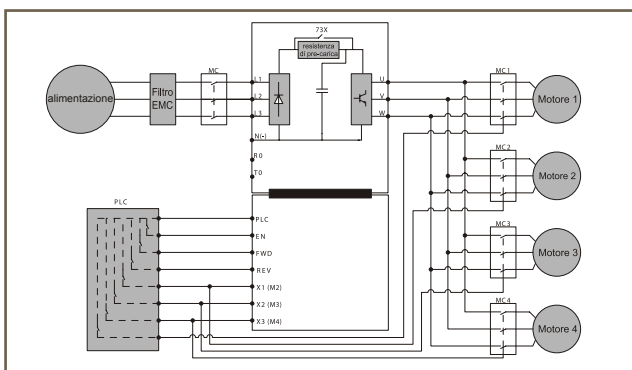 73X
resistenza
di pre-carica
MC
L1
L2
L3
N(-)
R0
T0
U
V
W
alimentazione
Filtro
EMC
MC1
Motore 1
MC2
Motore 2
MC3
Motore 3
MC4
Motore 4
PLC
PLC
EN
FWD
REV
X1 (M2)
X2 (M3)
X3 (M4)